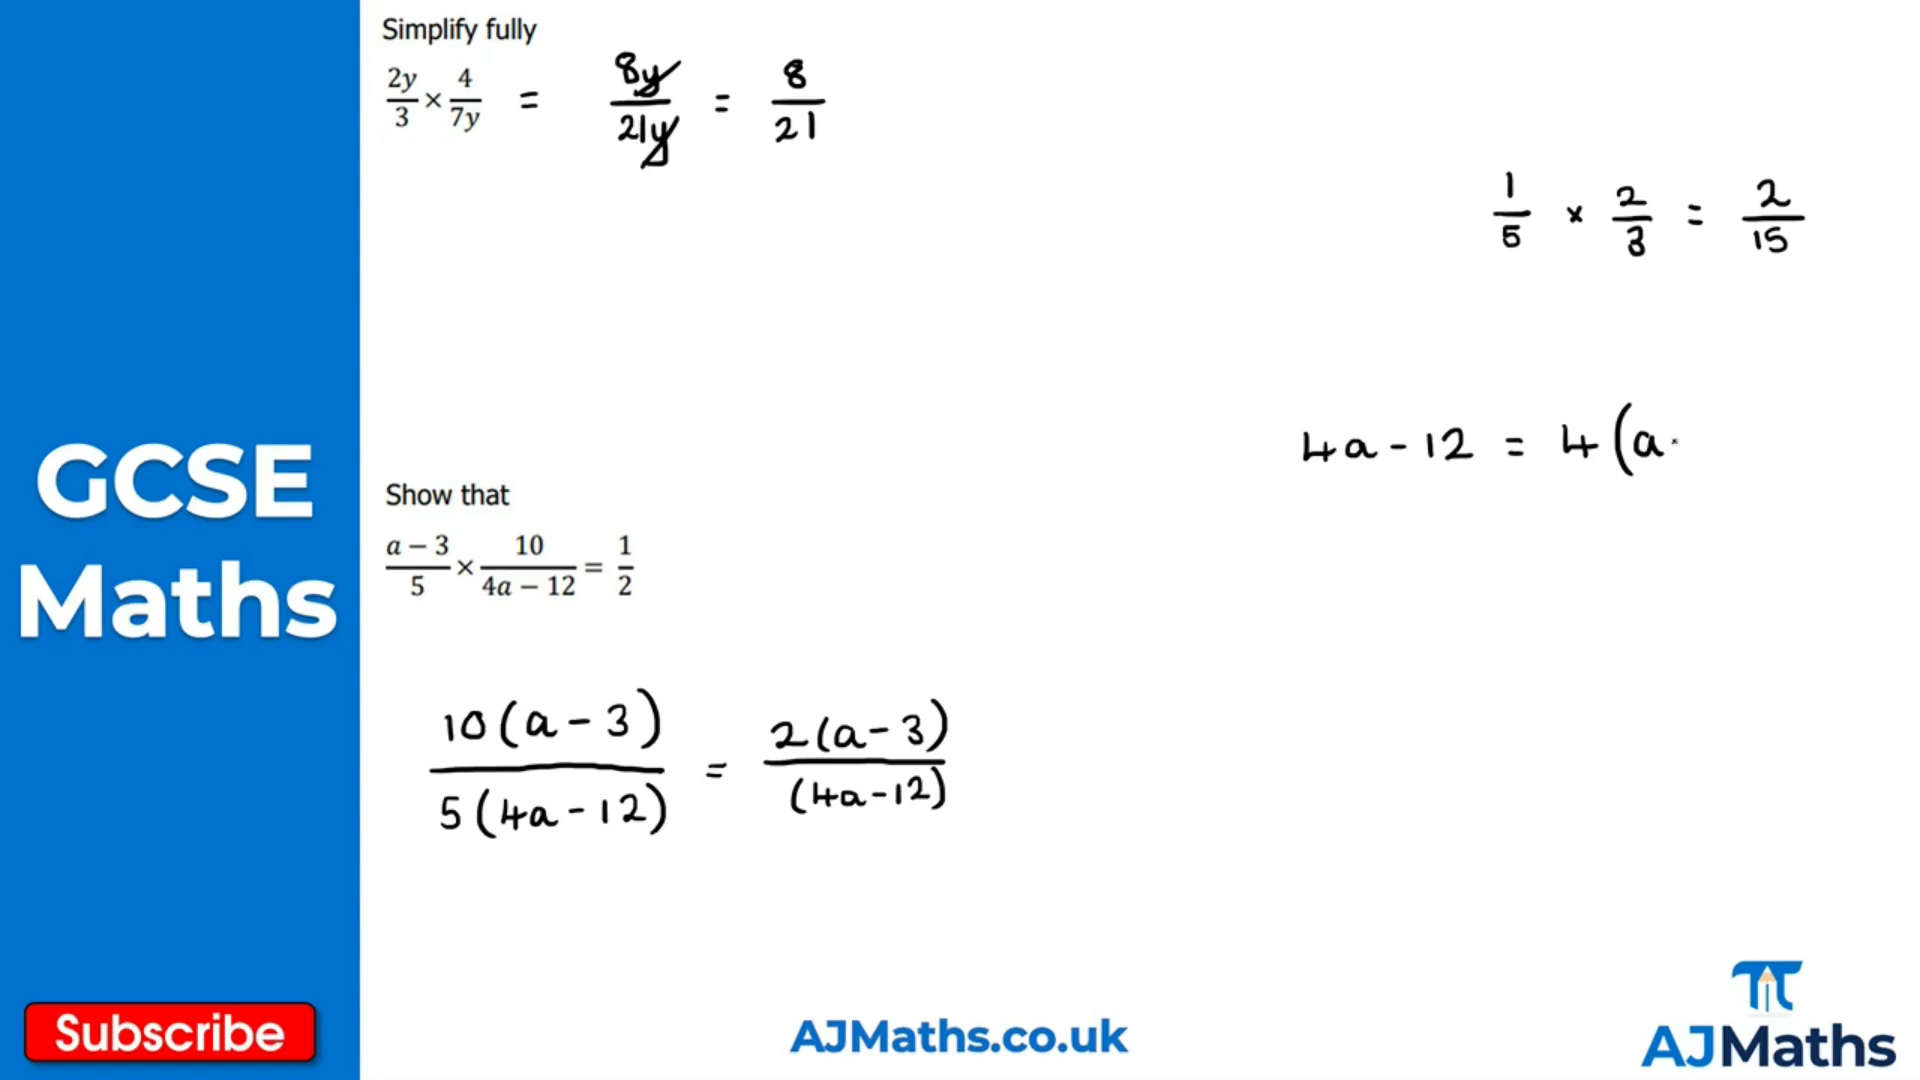 GCSE
Maths
Subscribe
Simplify fully
2y/3 × 4/7y = 8y/21y = 8/21
1/5 × 2/3 = 2/15
4a - 12 = 4(a
Show that
a − 3/5 × 10/4a − 12 = 1/2
10(a - 3)/5(4a - 12) = 2(a - 3)/(4a - 12)
AJMaths.co.uk
AJMaths